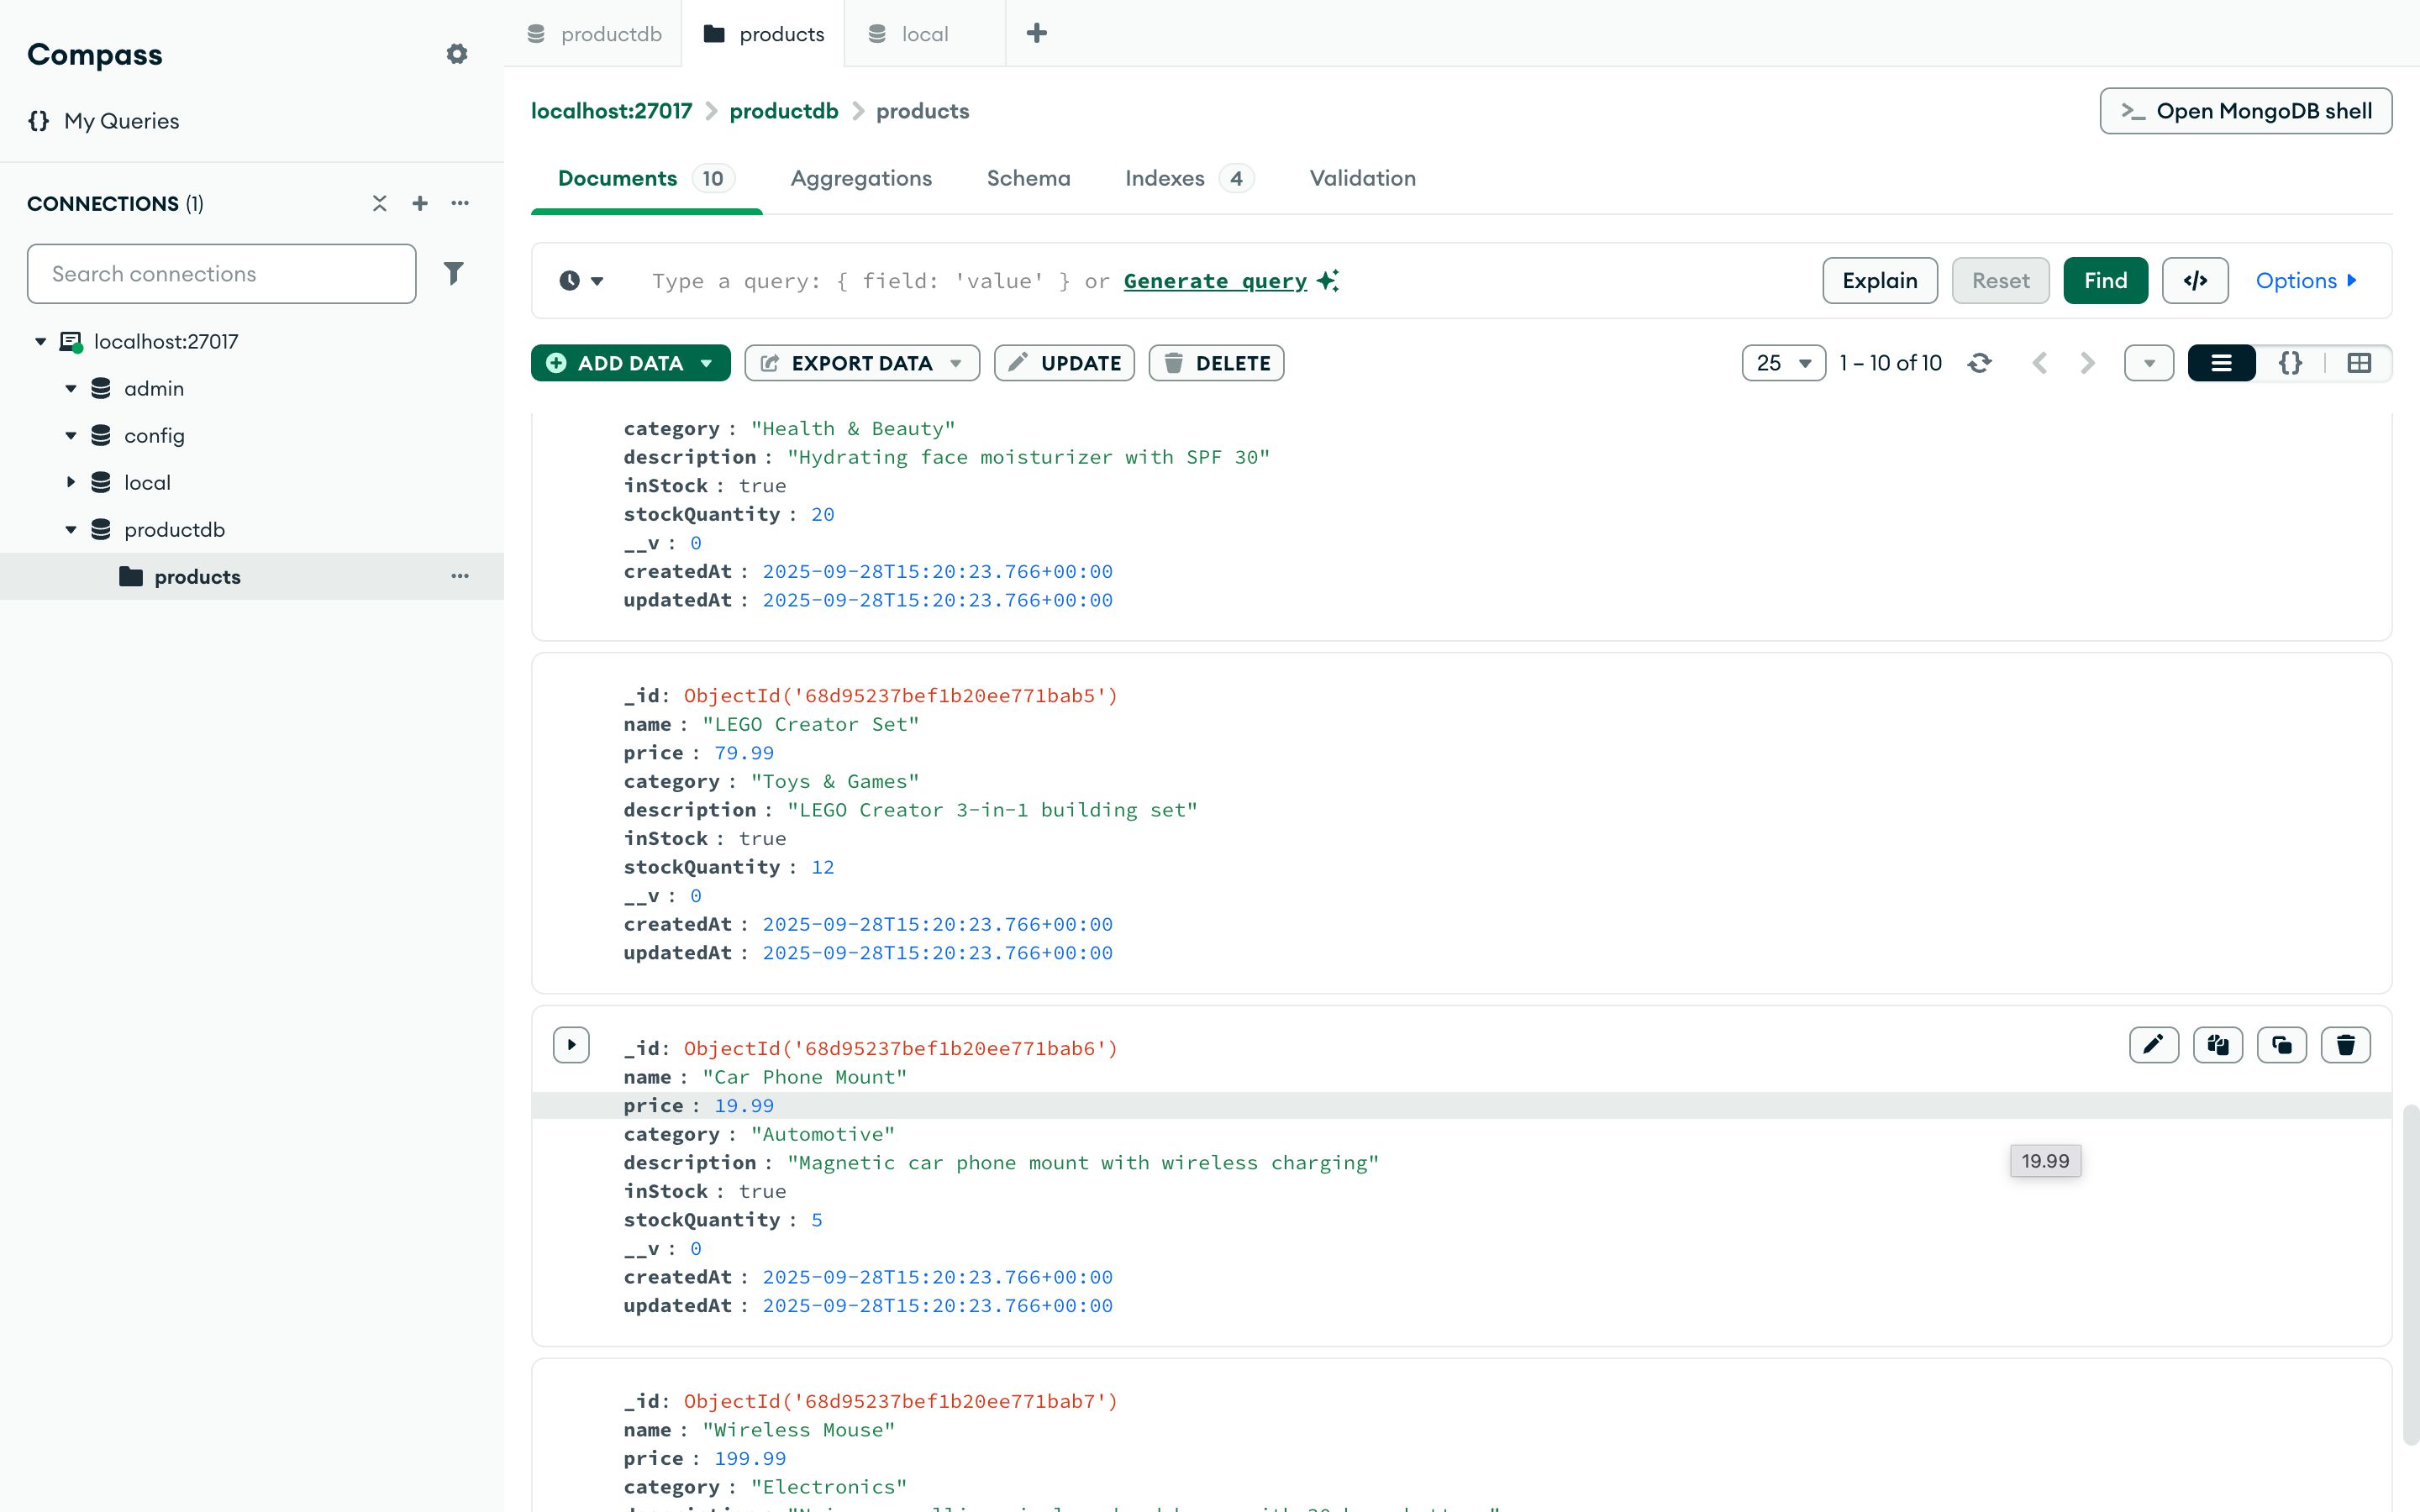 Compass
My Queries
CONNECTIONS (1)
Search connections
localhost:27017
admin
config
local
productdb
products
productdb
products
local
localhost:27017 productdb products
>_ Open MongoDB shell
Documents 10
Aggregations
Schema
Indexes 4
Validation
Type a query: { field: 'value' } or Generate query
Explain
Reset
Find
</>
Options
ADD DATA
EXPORT DATA
UPDATE
DELETE
25
1 – 10 of 10
{}
category : "Health & Beauty"
description : "Hydrating face moisturizer with SPF 30"
inStock : true
stockQuantity : 20
__v : 0
createdAt : 2025-09-28T15:20:23.766+00:00
updatedAt : 2025-09-28T15:20:23.766+00:00
_id: ObjectId('68d95237bef1b20ee771bab5')
name : "LEGO Creator Set"
price : 79.99
category : "Toys & Games"
description : "LEGO Creator 3-in-1 building set"
inStock : true
stockQuantity : 12
__v : 0
createdAt : 2025-09-28T15:20:23.766+00:00
updatedAt : 2025-09-28T15:20:23.766+00:00
_id: ObjectId('68d95237bef1b20ee771bab6')
name : "Car Phone Mount"
price : 19.99
category : "Automotive"
description : "Magnetic car phone mount with wireless charging"
inStock : true
stockQuantity : 5
__v : 0
createdAt : 2025-09-28T15:20:23.766+00:00
updatedAt : 2025-09-28T15:20:23.766+00:00
19.99
_id: ObjectId('68d95237bef1b20ee771bab7')
name : "Wireless Mouse"
price : 199.99
category : "Electronics"